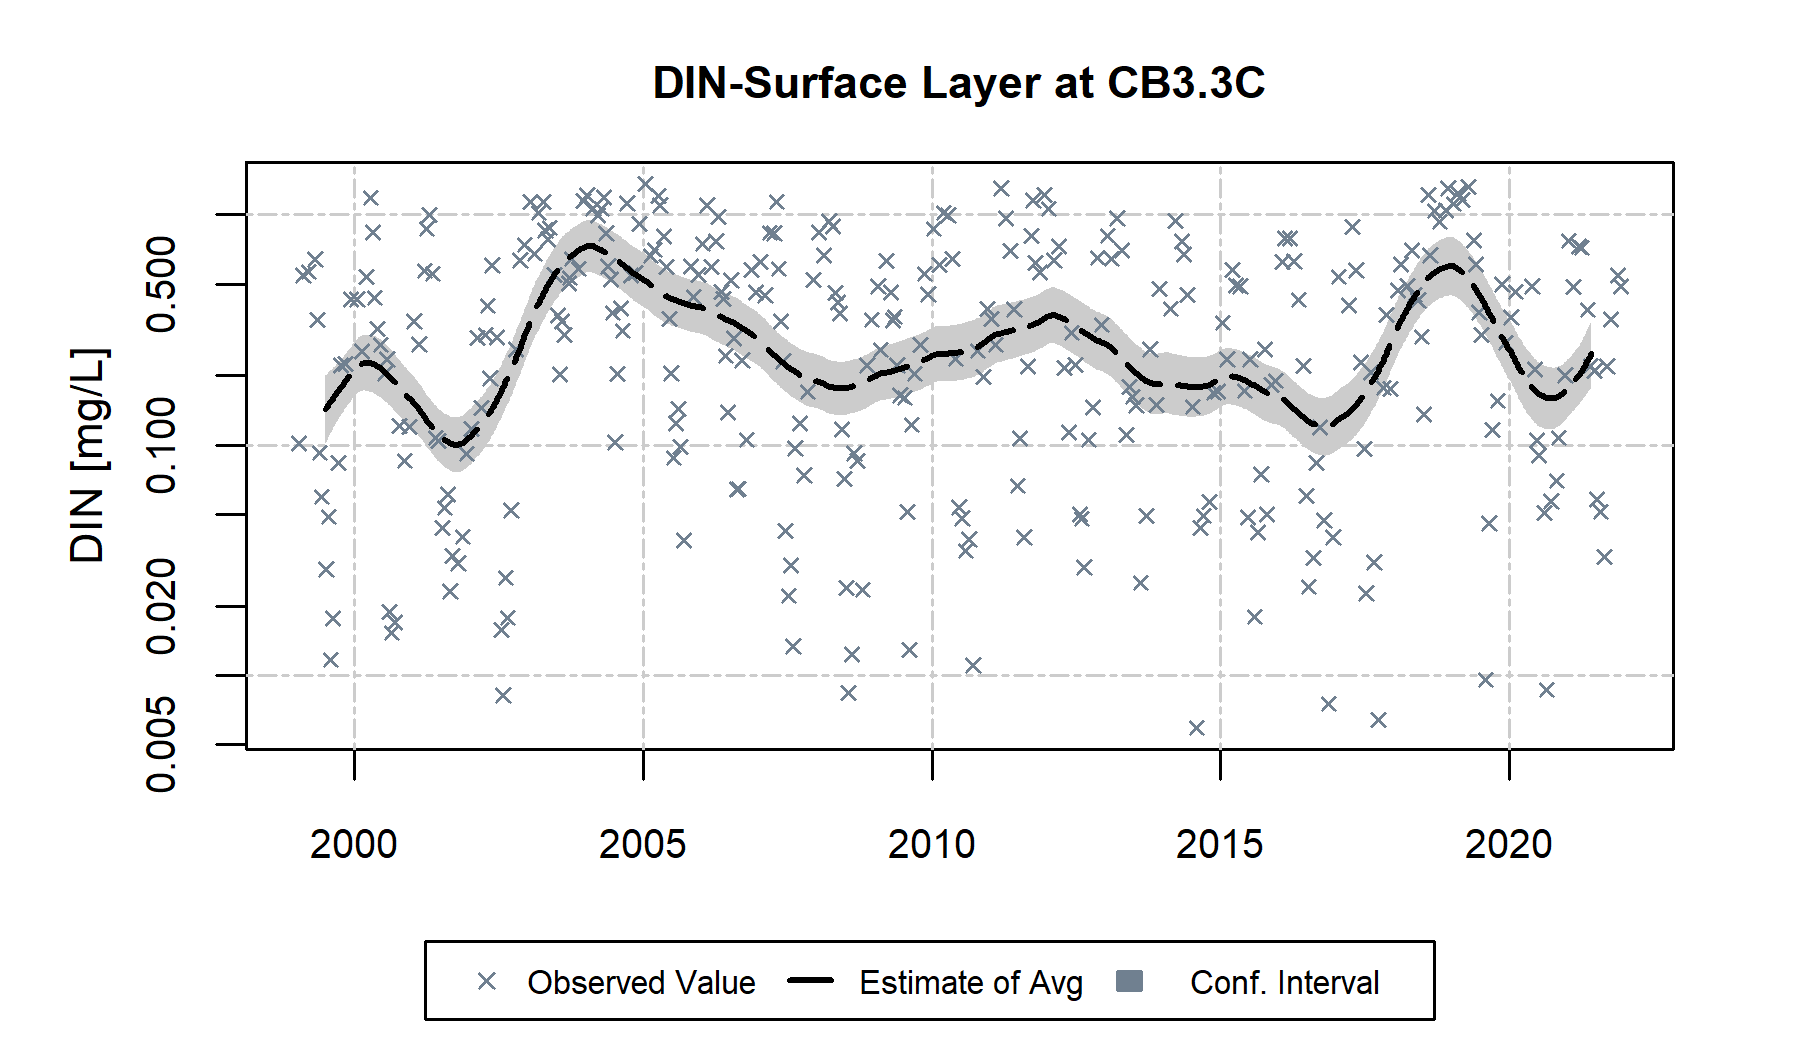 DIN-Surface Layer at CB3.3C
DIN [mg/L]
0.500
0.100
0.020
0.005
2000 2005 2010 2015 2020
Observed Value Estimate of Avg Conf. Interval